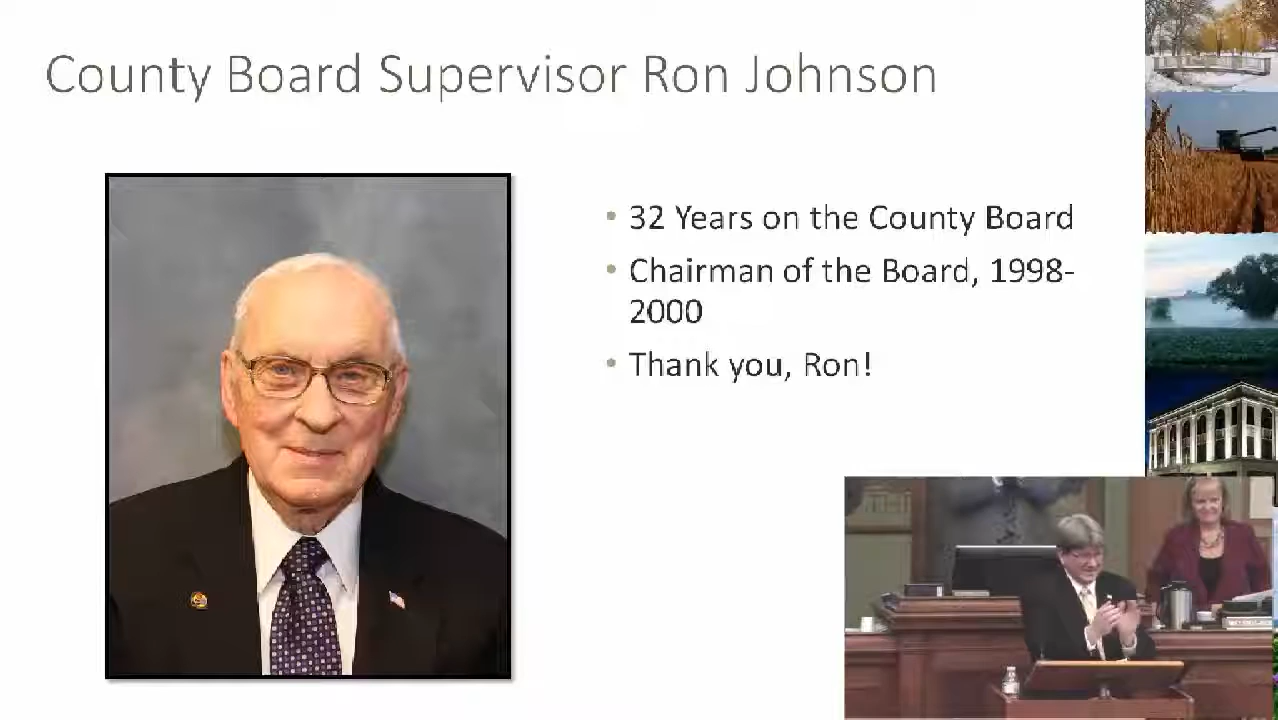 County Board Supervisor Ron Johnson
• 32 Years on the County Board
• Chairman of the Board, 1998-
2000
• Thank you, Ron!